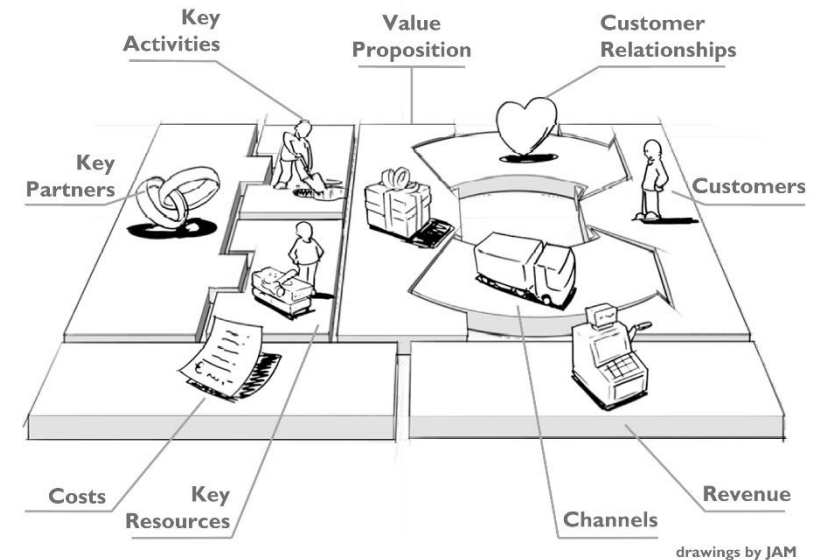 Key
Activities
Value
Proposition
Customer
Relationships
Key
Partners
Customers
Costs
Key
Resources
Channels
Revenue
drawings by JAM